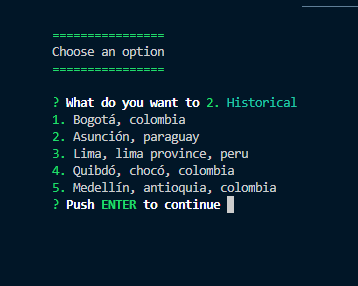 ================
Choose an option
================
? What do you want to 2. Historical
1. Bogotá, colombia
2. Asunción, paraguay
3. Lima, lima province, peru
4. Quibdó, chocó, colombia
5. Medellín, antioquia, colombia
? Push ENTER to continue